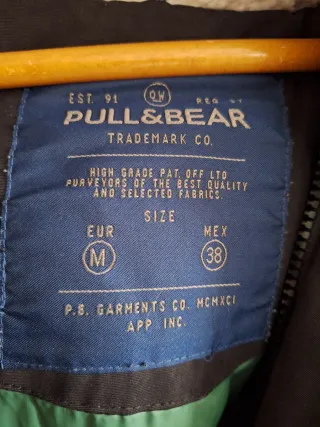 EST. 91 OW REG.
PULL&BEAR
TRADEMARK CO.
HIGH GRADE PAT. OFF LTD
PURVEYORS OF THE BEST QUALITY
AND SELECTED FABRICS.
SIZE
EUR MEX
M 38
P.B. GARMENTS CO. MCMXCI
APP INC.